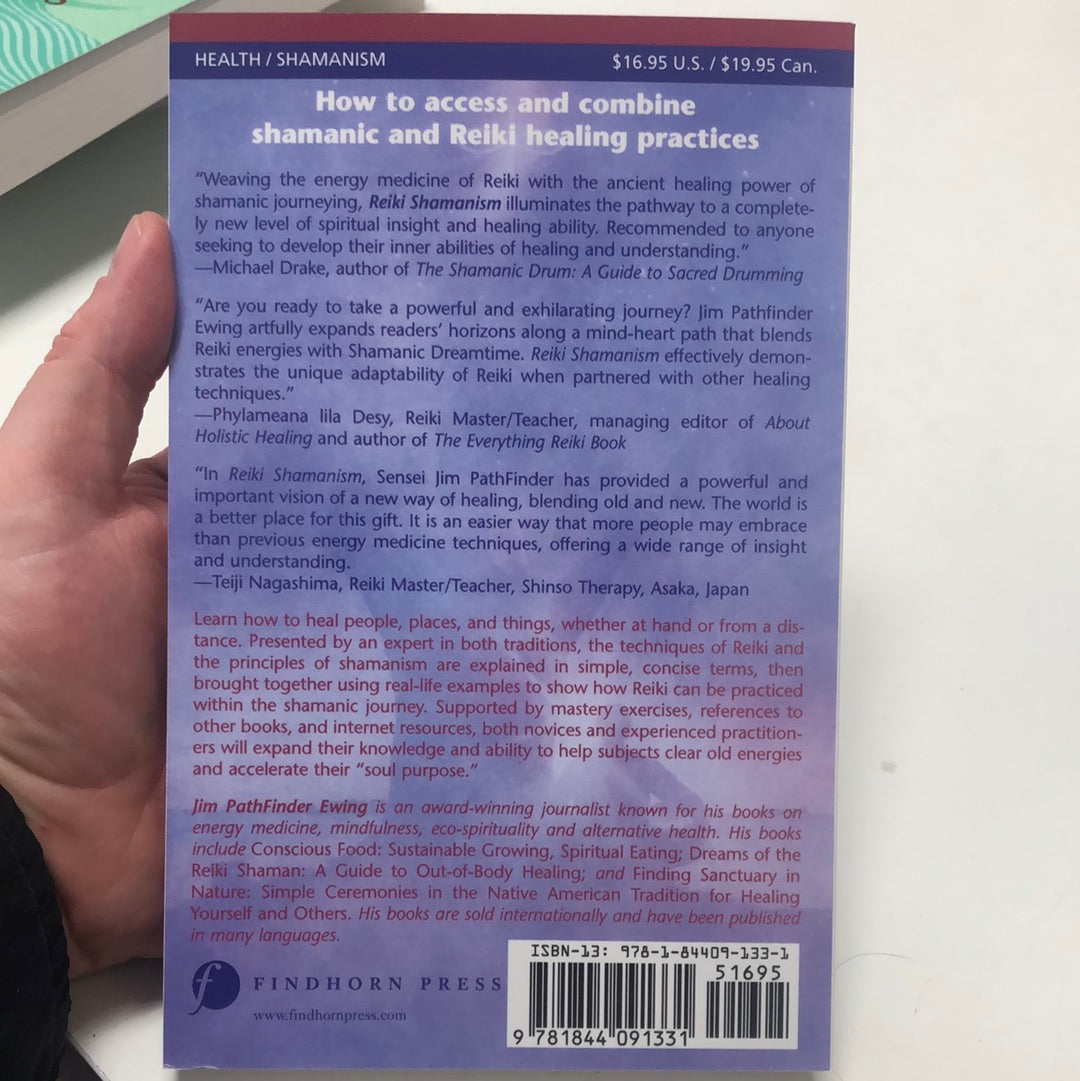 HEALTH / SHAMANISM
$16.95 U.S. / $19.95 Can.
How to access and combine
shamanic and Reiki healing practices
“Weaving the energy medicine of Reiki with the ancient healing power of
shamanic journeying, Reiki Shamanism illuminates the pathway to a complete-
ly new level of spiritual insight and healing ability. Recommended to anyone
seeking to develop their inner abilities of healing and understanding.”
—Michael Drake, author of The Shamanic Drum: A Guide to Sacred Drumming
“Are you ready to take a powerful and exhilarating journey? Jim Pathfinder
Ewing artfully expands readers’ horizons along a mind-heart path that blends
Reiki energies with Shamanic Dreamtime. Reiki Shamanism effectively demon-
strates the unique adaptability of Reiki when partnered with other healing
techniques.”
—Phylameana lila Desy, Reiki Master/Teacher, managing editor of About
Holistic Healing and author of The Everything Reiki Book
“In Reiki Shamanism, Sensei Jim PathFinder has provided a powerful and
important vision of a new way of healing, blending old and new. The world is
a better place for this gift. It is an easier way that more people may embrace
than previous energy medicine techniques, offering a wide range of insight
and understanding.
—Teiji Nagashima, Reiki Master/Teacher, Shinso Therapy, Asaka, Japan
Learn how to heal people, places, and things, whether at hand or from a dis-
tance. Presented by an expert in both traditions, the techniques of Reiki and
the principles of shamanism are explained in simple, concise terms, then
brought together using real-life examples to show how Reiki can be practiced
within the shamanic journey. Supported by mastery exercises, references to
other books, and internet resources, both novices and experienced practition-
ers will expand their knowledge and ability to help subjects clear old energies
and accelerate their “soul purpose.”
Jim PathFinder Ewing is an award-winning journalist known for his books on
energy medicine, mindfulness, eco-spirituality and alternative health. His books
include Conscious Food: Sustainable Growing, Spiritual Eating; Dreams of the
Reiki Shaman: A Guide to Out-of-Body Healing; and Finding Sanctuary in
Nature: Simple Ceremonies in the Native American Tradition for Healing
Yourself and Others. His books are sold internationally and have been published
in many languages.
f FINDHORN PRESS
www.findhornpress.com
ISBN-13: 978-1-84409-133-1
51695
9 781844 091331